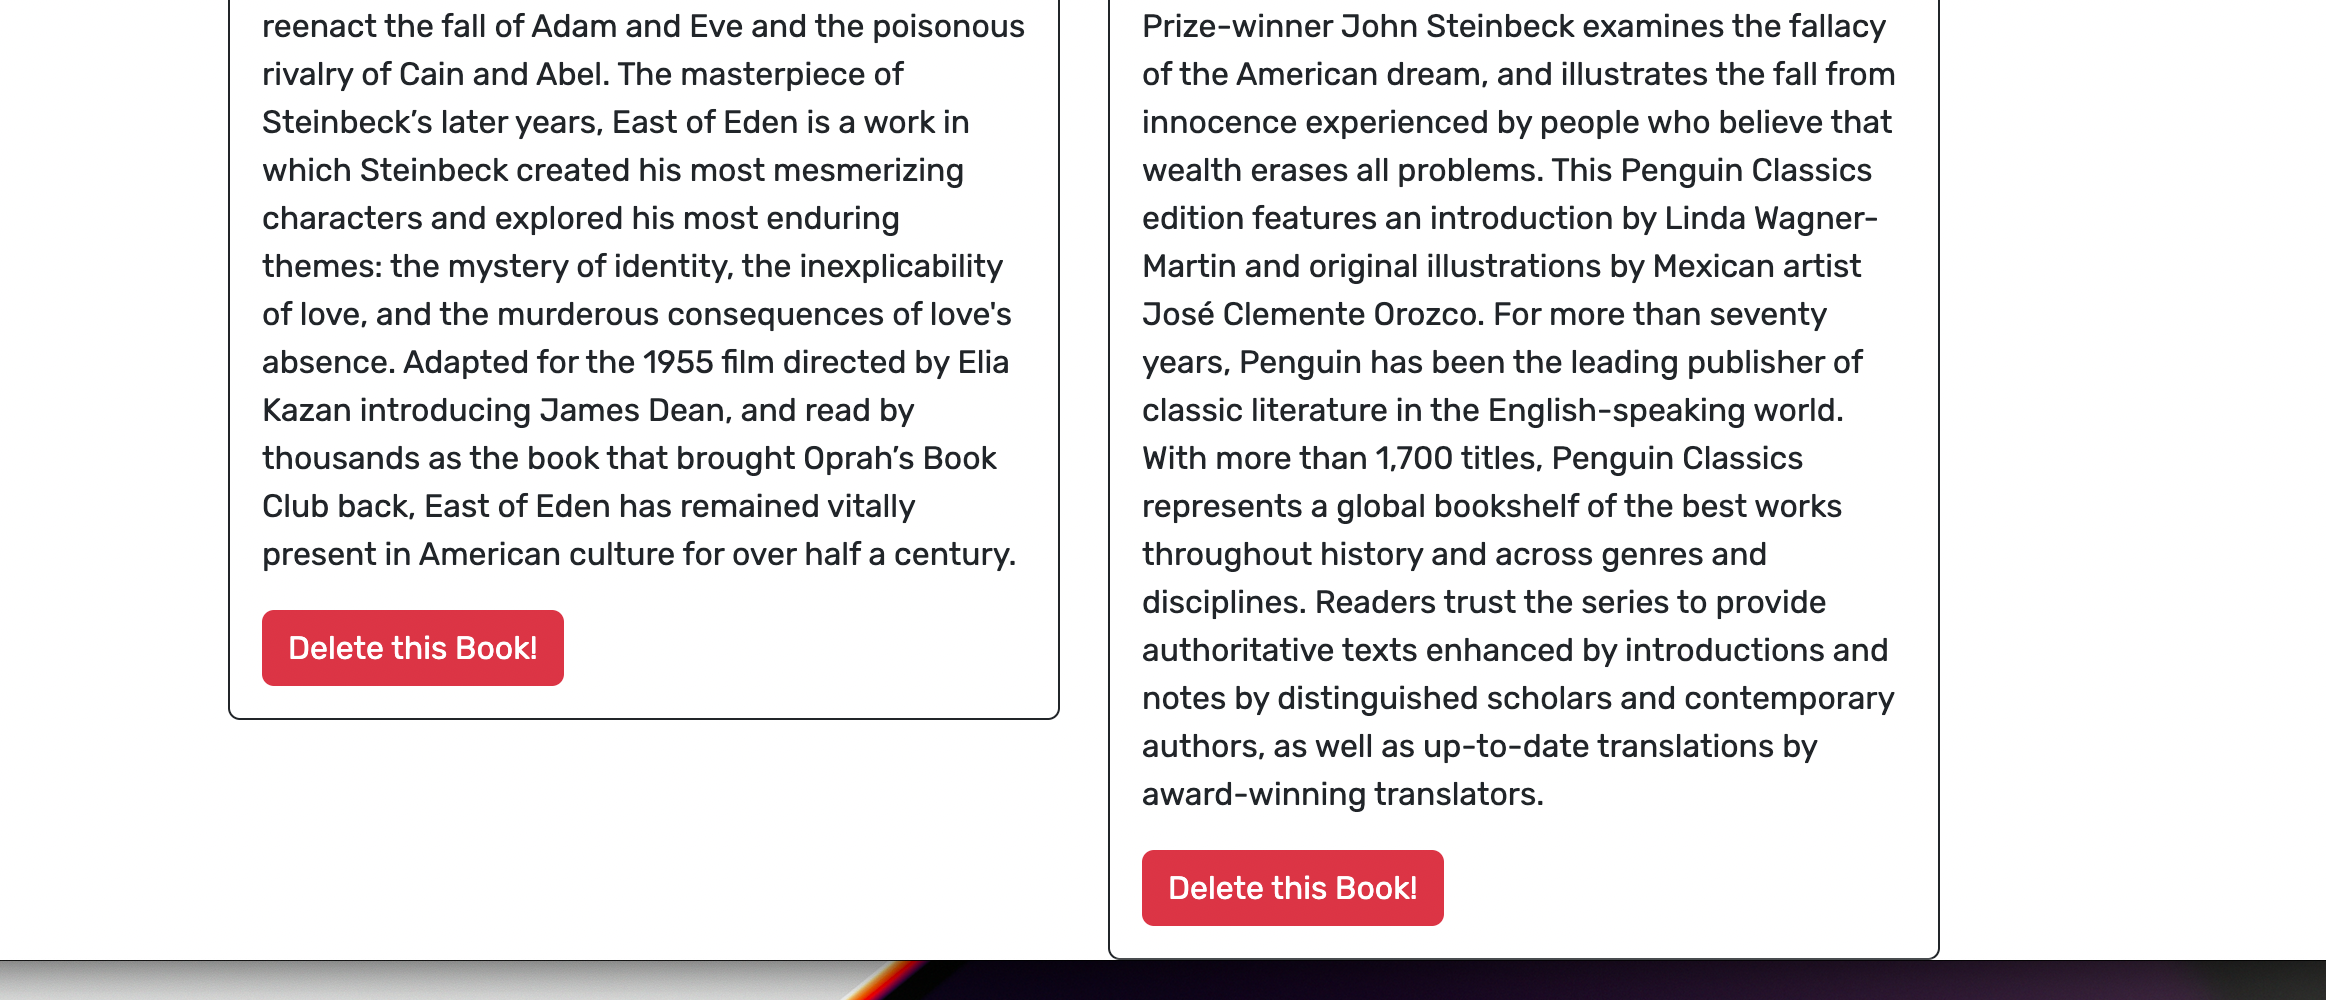 reenact the fall of Adam and Eve and the poisonous
rivalry of Cain and Abel. The masterpiece of
Steinbeck’s later years, East of Eden is a work in
which Steinbeck created his most mesmerizing
characters and explored his most enduring
themes: the mystery of identity, the inexplicability
of love, and the murderous consequences of love's
absence. Adapted for the 1955 film directed by Elia
Kazan introducing James Dean, and read by
thousands as the book that brought Oprah’s Book
Club back, East of Eden has remained vitally
present in American culture for over half a century.
Delete this Book!
Prize-winner John Steinbeck examines the fallacy
of the American dream, and illustrates the fall from
innocence experienced by people who believe that
wealth erases all problems. This Penguin Classics
edition features an introduction by Linda Wagner-
Martin and original illustrations by Mexican artist
José Clemente Orozco. For more than seventy
years, Penguin has been the leading publisher of
classic literature in the English-speaking world.
With more than 1,700 titles, Penguin Classics
represents a global bookshelf of the best works
throughout history and across genres and
disciplines. Readers trust the series to provide
authoritative texts enhanced by introductions and
notes by distinguished scholars and contemporary
authors, as well as up-to-date translations by
award-winning translators.
Delete this Book!